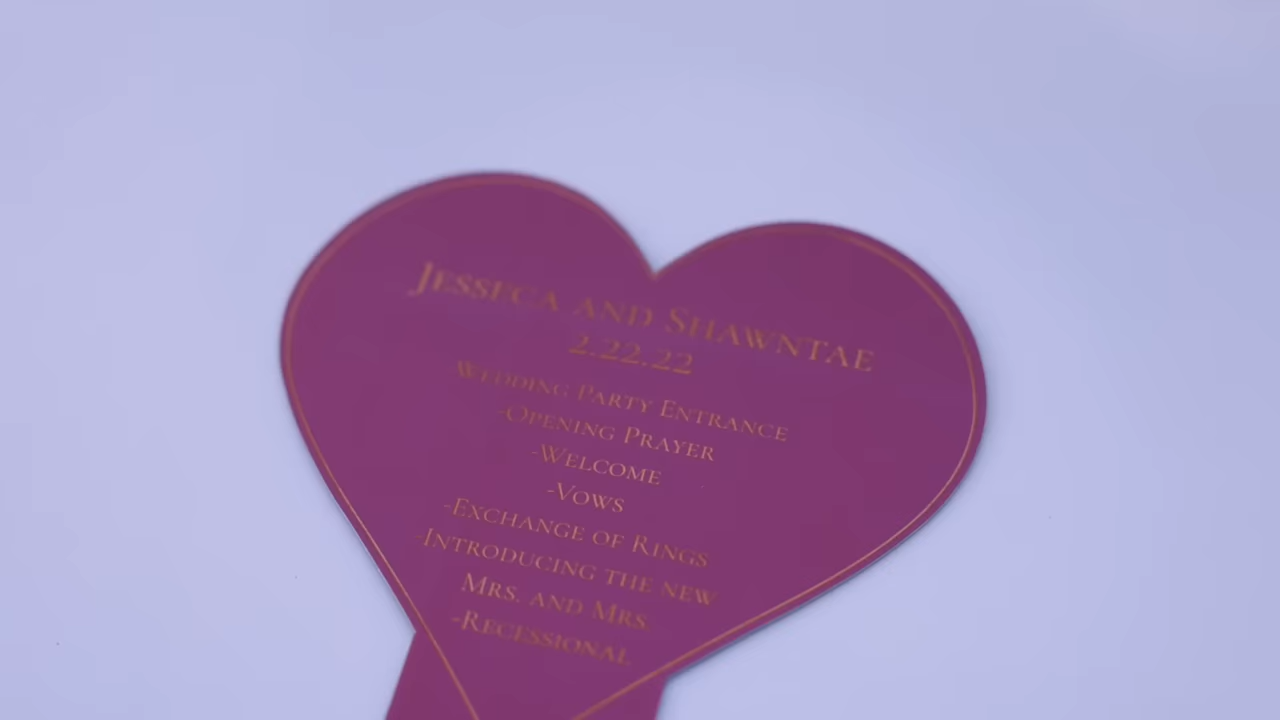 Jesseca and Shawntae
2.22.22
Wedding Party Entrance
-Opening Prayer
-Welcome
-Vows
-Exchange of Rings
-Introducing the new
Mrs. and Mrs.
-Recessional